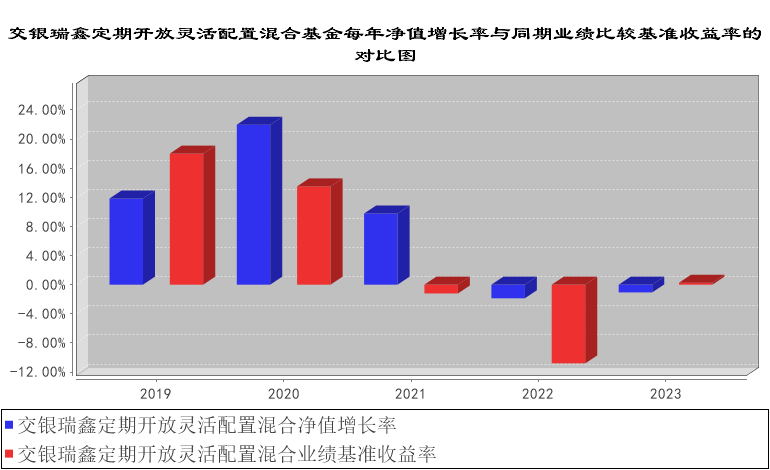 交银瑞鑫定期开放灵活配置混合基金每年净值增长率与同期业绩比较基准收益率的
对比图
24.00%
20.00%
16.00%
12.00%
8.00%
4.00%
0.00%
-4.00%
-8.00%
-12.00%
2019 2020 2021 2022 2023
交银瑞鑫定期开放灵活配置混合净值增长率
交银瑞鑫定期开放灵活配置混合业绩基准收益率